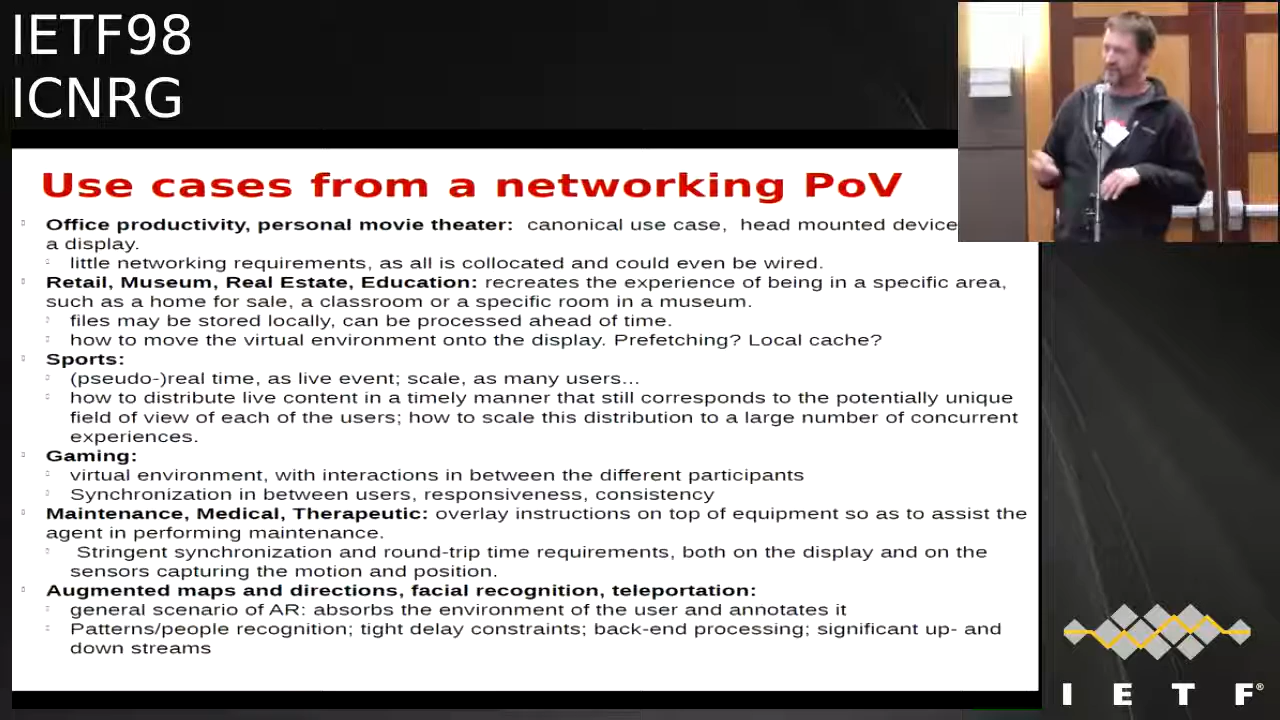 IETF98
ICNRG
Use cases from a networking PoV
Office productivity, personal movie theater: canonical use case, head mounted device
a display.
little networking requirements, as all is collocated and could even be wired.
Retail, Museum, Real Estate, Education: recreates the experience of being in a specific area,
such as a home for sale, a classroom or a specific room in a museum.
files may be stored locally, can be processed ahead of time.
how to move the virtual environment onto the display. Prefetching? Local cache?
Sports:
(pseudo-)real time, as live event; scale, as many users...
how to distribute live content in a timely manner that still corresponds to the potentially unique
field of view of each of the users; how to scale this distribution to a large number of concurrent
experiences.
Gaming:
virtual environment, with interactions in between the different participants
Synchronization in between users, responsiveness, consistency
Maintenance, Medical, Therapeutic: overlay instructions on top of equipment so as to assist the
agent in performing maintenance.
Stringent synchronization and round-trip time requirements, both on the display and on the
sensors capturing the motion and position.
Augmented maps and directions, facial recognition, teleportation:
general scenario of AR: absorbs the environment of the user and annotates it
Patterns/people recognition; tight delay constraints; back-end processing; significant up- and
down streams
I E T F®